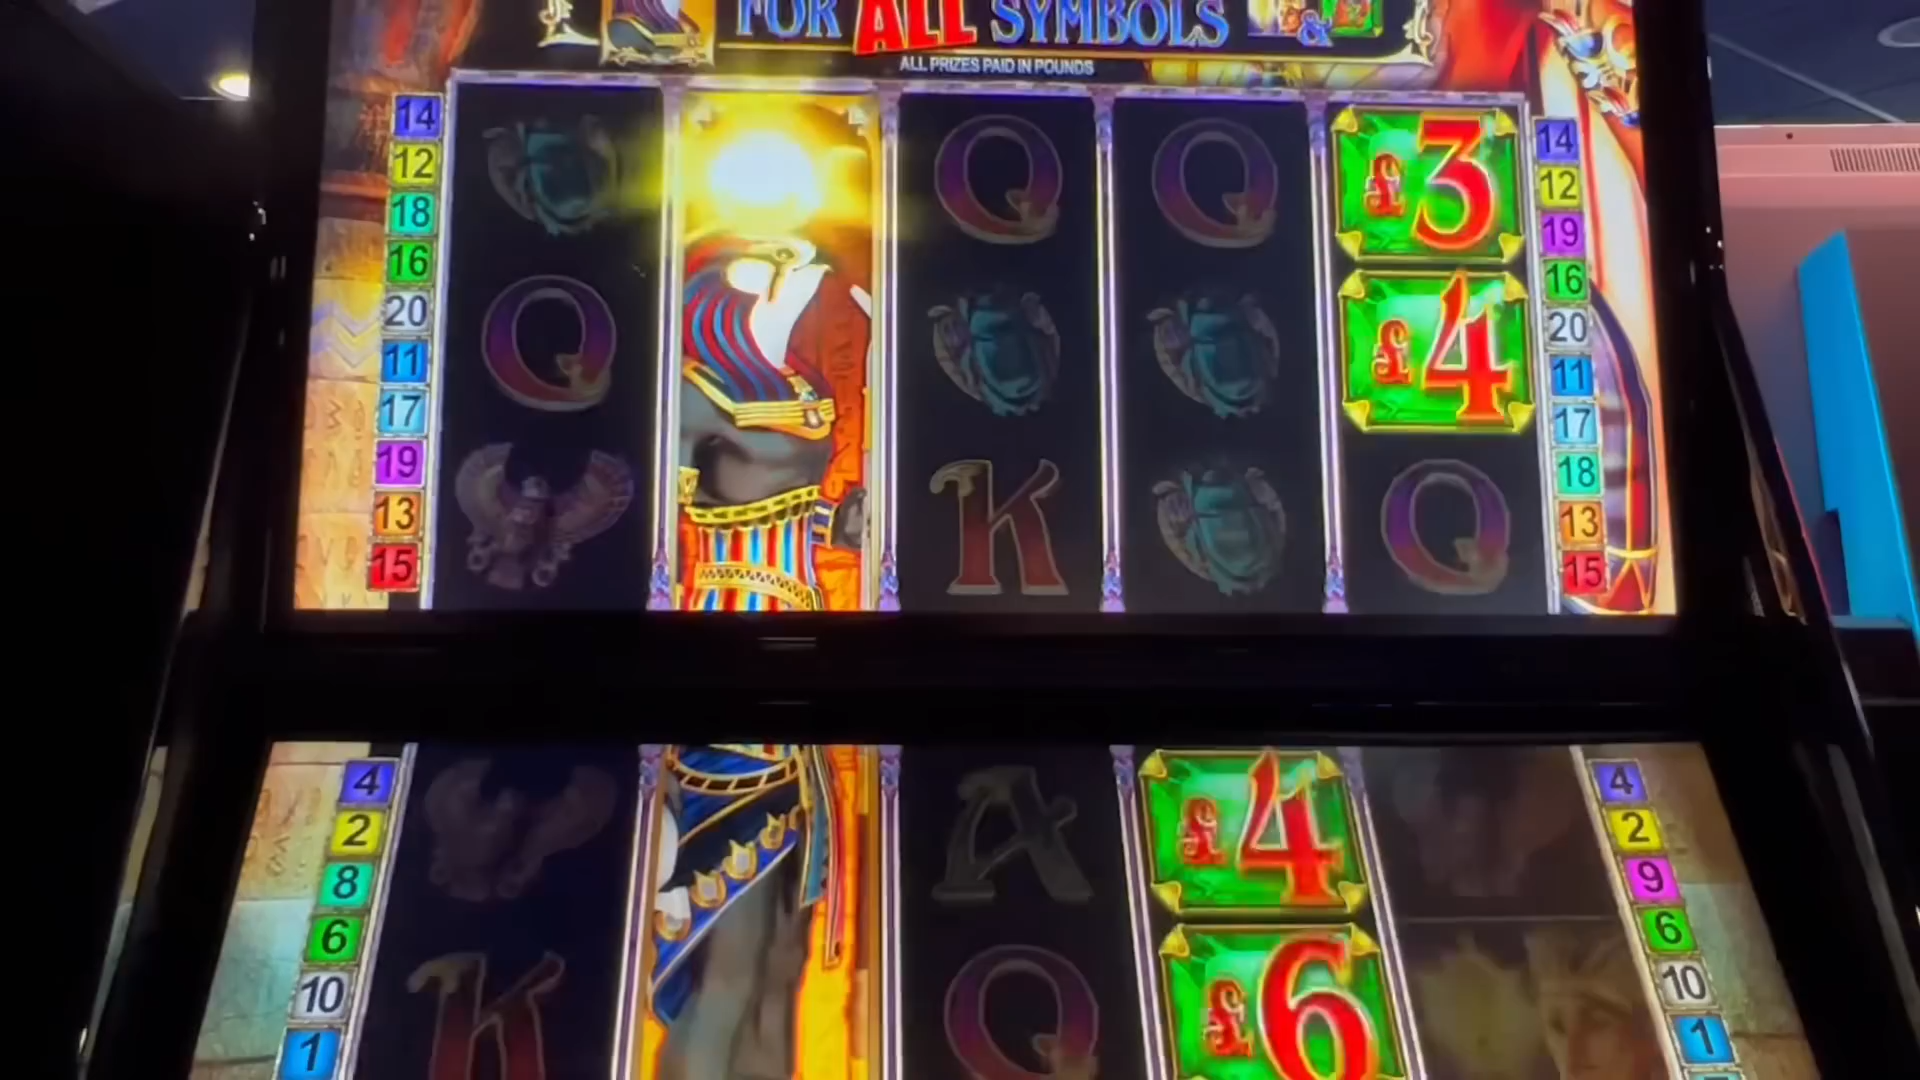 FOR ALL SYMBOLS &
ALL PRIZES PAID IN POUNDS
14 Q Q £3 14
12 12
18 19
16 Q £4 16
20 20
11 11
17 17
19 K Q 18
13 13
15 15
4 A £4 4
2 2
8 9
6 6
10 K Q £6 10
1 1